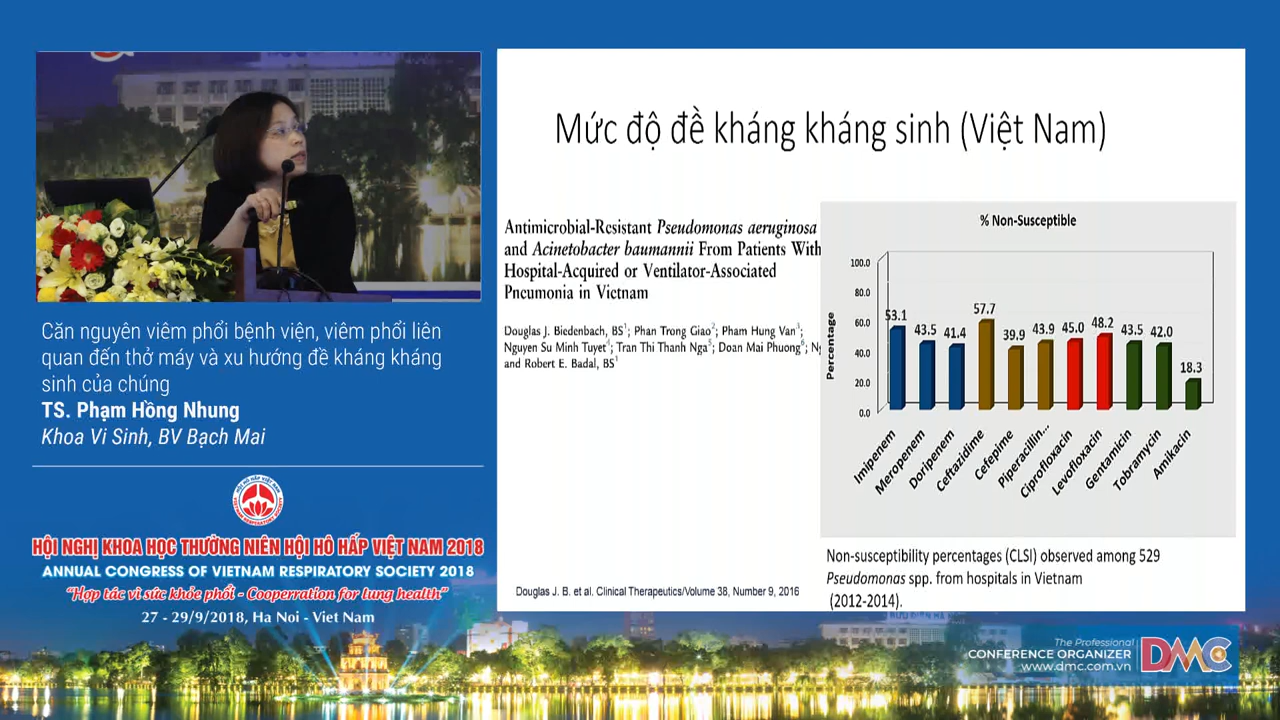 Căn nguyên viêm phổi bệnh viện, viêm phổi liên
quan đến thở máy và xu hướng đề kháng kháng
sinh của chúng
TS. Phạm Hồng Nhung
Khoa Vi Sinh, BV Bạch Mai
HỘI NGHỊ KHOA HỌC THƯỜNG NIÊN HỘI HÔ HẤP VIỆT NAM 2018
ANNUAL CONGRESS OF VIETNAM RESPIRATORY SOCIETY 2018
"Hợp tác vì sức khỏe phổi - Cooperration for lung health"
27 - 29/9/2018, Ha Noi - Viet Nam
Mức độ đề kháng kháng sinh (Việt Nam)
Antimicrobial-Resistant Pseudomonas aeruginosa
and Acinetobacter baumannii From Patients With
Hospital-Acquired or Ventilator-Associated
Pneumonia in Vietnam
Douglas J. Biedenbach, BS1; Phan Trong Giao2; Pham Hung Van3;
Nguyen Su Minh Tuyet4; Tran Thi Thanh Nga5; Doan Mai Phuong6; Ng
and Robert E. Badal, BS1
Douglas J. B. et al. Clinical Therapeutics/Volume 38, Number 9, 2016
% Non-Susceptible
Percentage
100.0
80.0
60.0
40.0
20.0
0.0
53.1 43.5 41.4 57.7 39.9 43.9 45.0 48.2 43.5 42.0 18.3
Imipenem Meropenem Doripenem Ceftazidime Cefepime Piperacillin... Ciprofloxacin Levofloxacin Gentamicin Tobramycin Amikacin
Non-susceptibility percentages (CLSI) observed among 529
Pseudomonas spp. from hospitals in Vietnam
(2012-2014).
The Professional
CONFERENCE ORGANIZER
www.dmc.com.vn
DMC